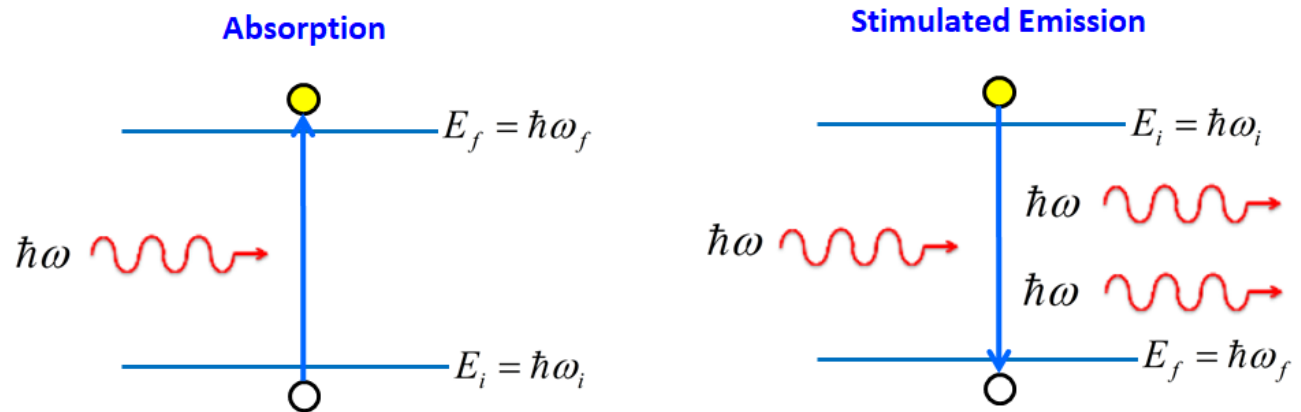 Absorption
E_f = ħω_f
ħω
E_i = ħω_i
Stimulated Emission
E_i = ħω_i
ħω
ħω
ħω
E_f = ħω_f